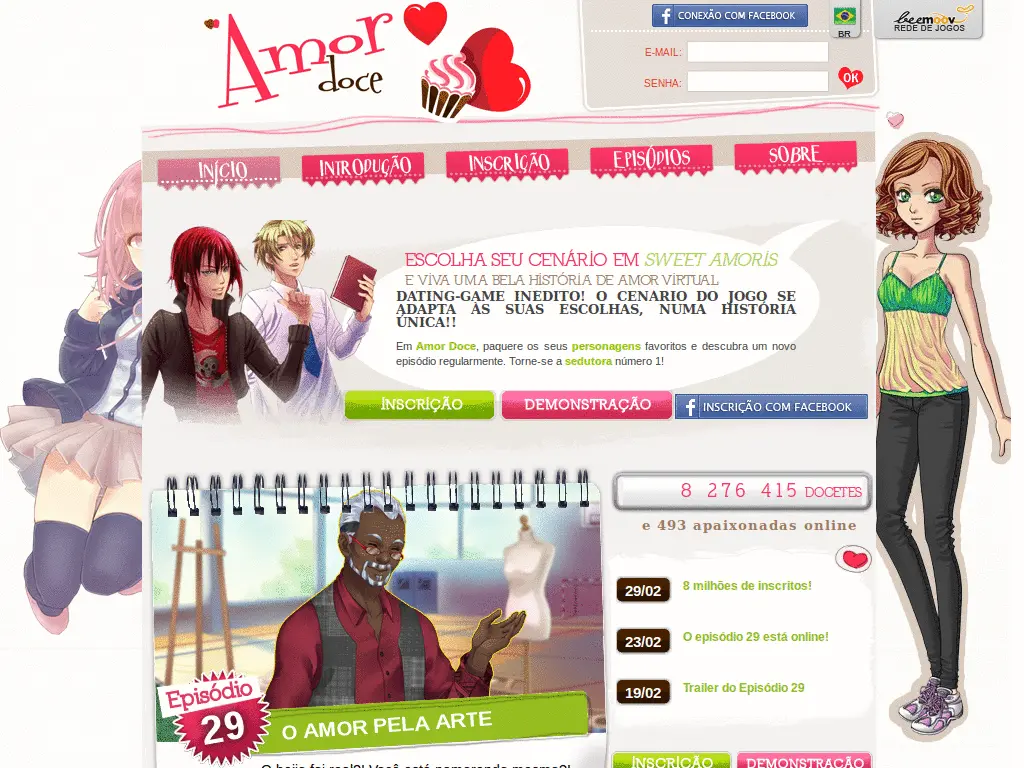 Amor
doce
CONEXÃO COM FACEBOOK
BR
beemoov
REDE DE JOGOS
E-MAIL:
SENHA:
OK
INÍCIO
INTRODUÇÃO
INSCRIÇÃO
EPISÓDIOS
SOBRE
ESCOLHA SEU CENÁRIO EM SWEET AMORIS
E VIVA UMA BELA HISTÓRIA DE AMOR VIRTUAL
DATING-GAME INEDITO! O CENARIO DO JOGO SE
ADAPTA ÀS SUAS ESCOLHAS, NUMA HISTÓRIA
ÚNICA!!
Em Amor Doce, paquere os seus personagens favoritos e descubra um novo
episódio regularmente. Torne-se a sedutora número 1!
INSCRIÇÃO
DEMONSTRAÇÃO
INSCRIÇÃO COM FACEBOOK
8 276 415 DOCETES
e 493 apaixonadas online
29/02
8 milhões de inscritos!
23/02
O episódio 29 está online!
19/02
Trailer do Episódio 29
Episódio
29
O AMOR PELA ARTE
O beijo foi real?! Você está namorando mesmo?!
INSCRIÇÃO
DEMONSTRAÇÃO